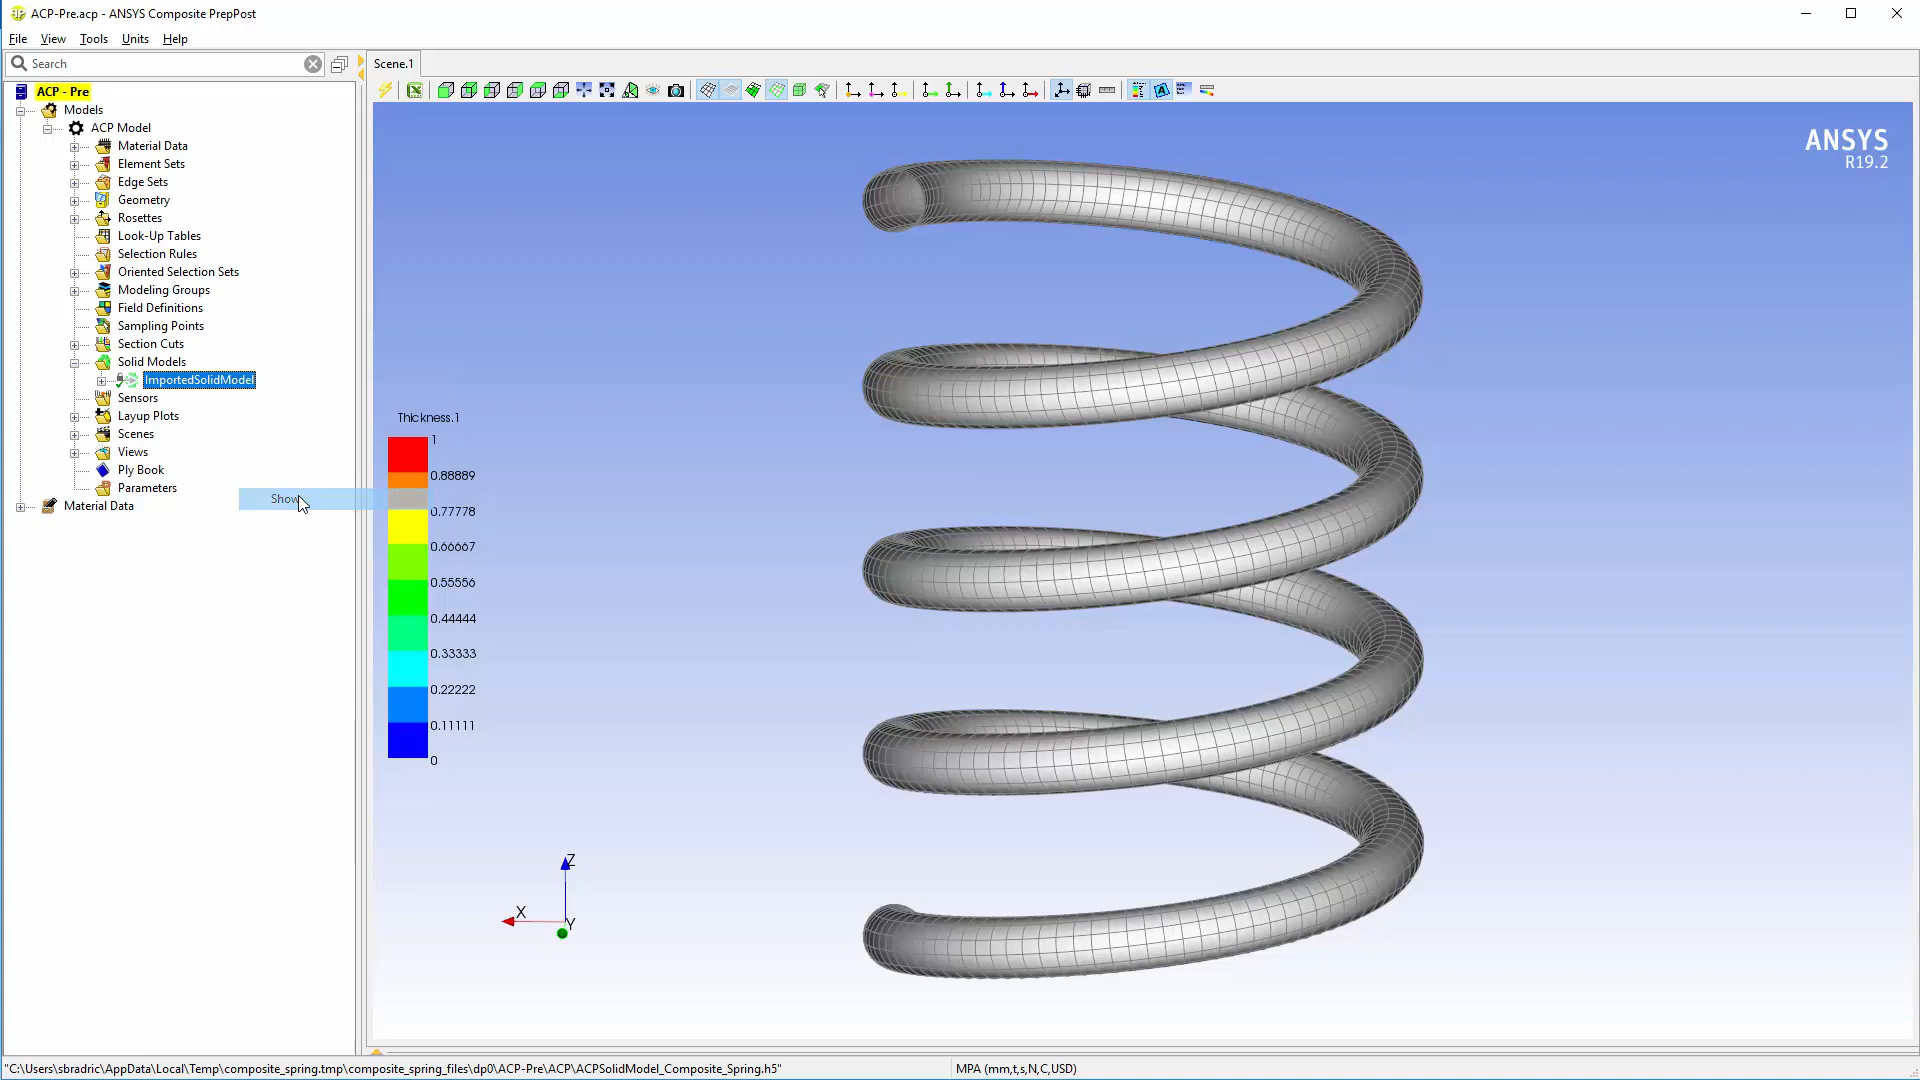 ACP-Pre.acp - ANSYS Composite PrepPost
File View Tools Units Help
Search
Scene.1
ACP - Pre
Models
ACP Model
Material Data
Element Sets
Edge Sets
Geometry
Rosettes
Look-Up Tables
Selection Rules
Oriented Selection Sets
Modeling Groups
Field Definitions
Sampling Points
Section Cuts
Solid Models
ImportedSolidModel
Sensors
Layup Plots
Scenes
Views
Ply Book
Parameters
Material Data
Show
ANSYS
R19.2
Thickness.1
1
0.88889
0.77778
0.66667
0.55556
0.44444
0.33333
0.22222
0.11111
0
Z
X
Y
"C:\Users\sbradric\AppData\Local\Temp\composite_spring.tmp\composite_spring_files\dp0\ACP-Pre\ACP\ACPSolidModel_Composite_Spring.h5"
MPA (mm,t,s,N,C,USD)